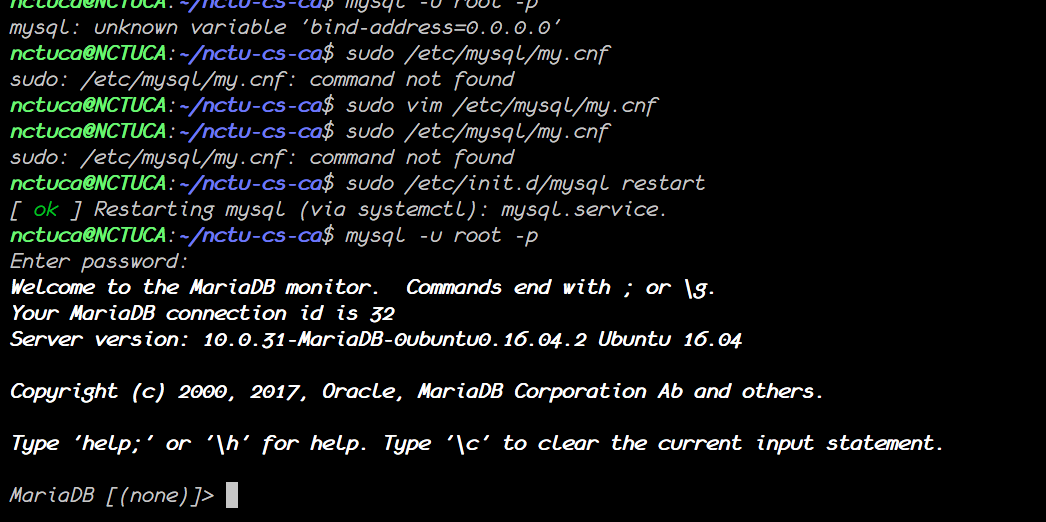 nctuca@NCTUCA:~/nctu-cs-ca$ mysql -u root -p
mysql: unknown variable 'bind-address=0.0.0.0'
nctuca@NCTUCA:~/nctu-cs-ca$ sudo /etc/mysql/my.cnf
sudo: /etc/mysql/my.cnf: command not found
nctuca@NCTUCA:~/nctu-cs-ca$ sudo vim /etc/mysql/my.cnf
nctuca@NCTUCA:~/nctu-cs-ca$ sudo /etc/mysql/my.cnf
sudo: /etc/mysql/my.cnf: command not found
nctuca@NCTUCA:~/nctu-cs-ca$ sudo /etc/init.d/mysql restart
[ ok ] Restarting mysql (via systemctl): mysql.service.
nctuca@NCTUCA:~/nctu-cs-ca$ mysql -u root -p
Enter password:
Welcome to the MariaDB monitor.  Commands end with ; or \g.
Your MariaDB connection id is 32
Server version: 10.0.31-MariaDB-0ubuntu0.16.04.2 Ubuntu 16.04
Copyright (c) 2000, 2017, Oracle, MariaDB Corporation Ab and others.
Type 'help;' or '\h' for help. Type '\c' to clear the current input statement.
MariaDB [(none)]>